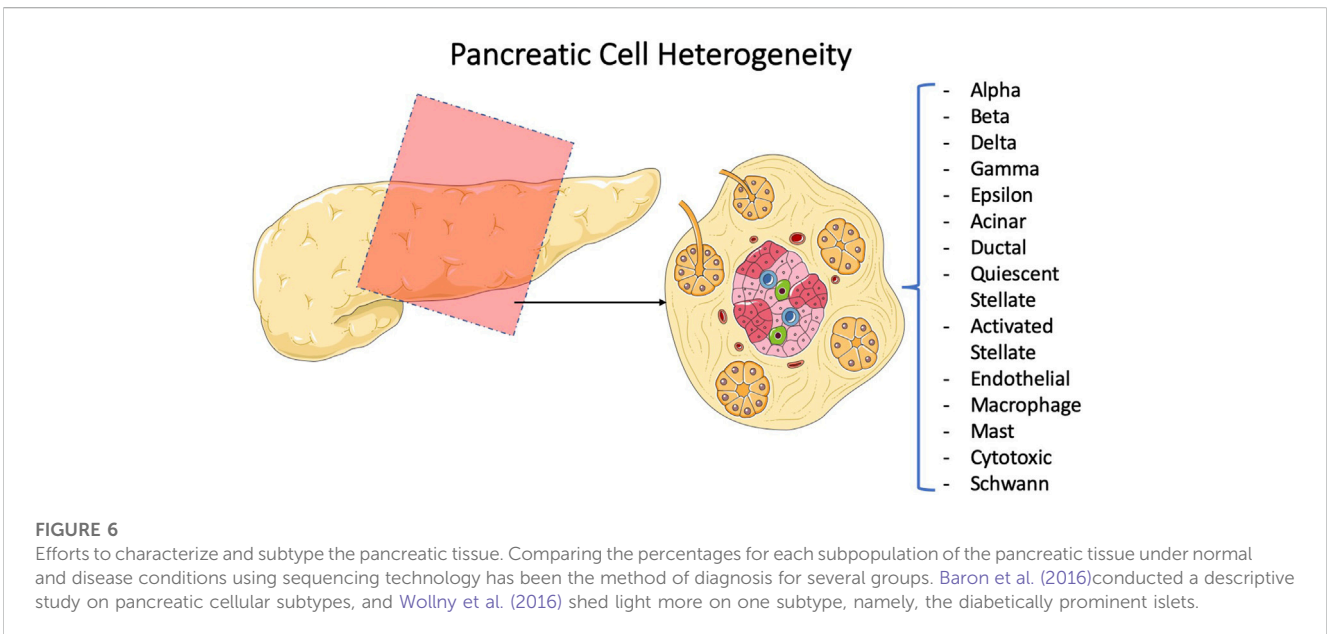 Pancreatic Cell Heterogeneity
- Alpha
- Beta
- Delta
- Gamma
- Epsilon
- Acinar
- Ductal
- Quiescent
Stellate
- Activated
Stellate
- Endothelial
- Macrophage
- Mast
- Cytotoxic
- Schwann
FIGURE 6
Efforts to characterize and subtype the pancreatic tissue. Comparing the percentages for each subpopulation of the pancreatic tissue under normal
and disease conditions using sequencing technology has been the method of diagnosis for several groups. Baron et al. (2016)conducted a descriptive
study on pancreatic cellular subtypes, and Wollny et al. (2016) shed light more on one subtype, namely, the diabetically prominent islets.